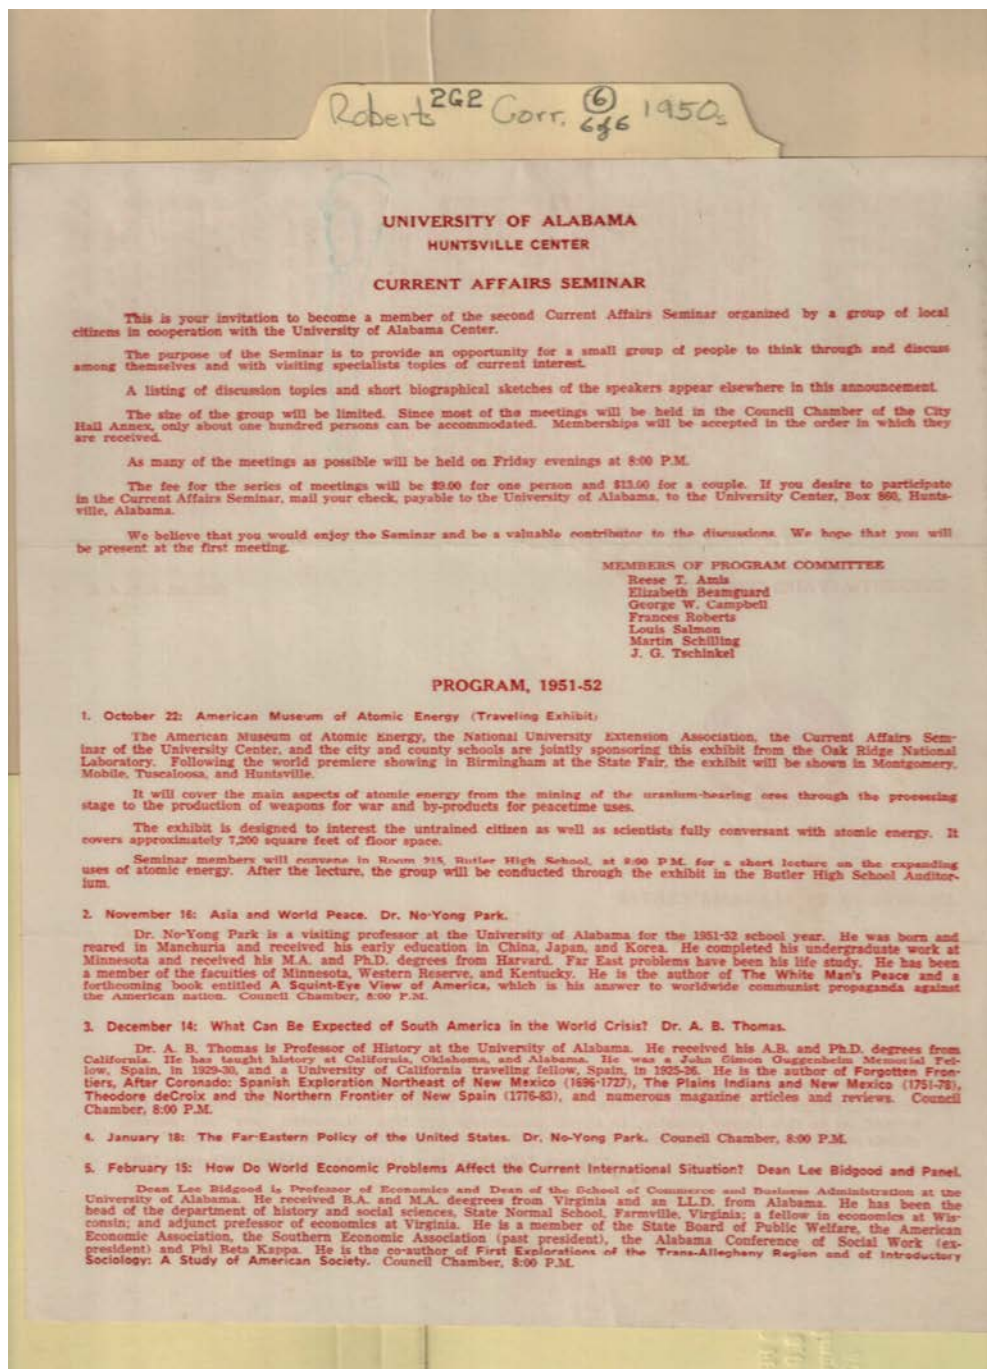 Roberts 2G2 Corr. 6 6 of 6 1950s
UNIVERSITY OF ALABAMA
HUNTSVILLE CENTER
CURRENT AFFAIRS SEMINAR
This is your invitation to become a member of the second Current Affairs Seminar organized by a group of local
citizens in cooperation with the University of Alabama Center.
The purpose of the Seminar is to provide an opportunity for a small group of people to think through and discuss
among themselves and with visiting specialists topics of current interest.
A listing of discussion topics and short biographical sketches of the speakers appear elsewhere in this announcement.
The size of the group will be limited. Since most of the meetings will be held in the Council Chamber of the City
Hall Annex, only about one hundred persons can be accommodated. Memberships will be accepted in the order in which they
are received.
As many of the meetings as possible will be held on Friday evenings at 8:00 P.M.
The fee for the series of meetings will be $9.00 for one person and $13.00 for a couple. If you desire to participate
in the Current Affairs Seminar, mail your check, payable to the University of Alabama, to the University Center, Box 860, Hunts-
ville, Alabama.
We believe that you would enjoy the Seminar and be a valuable contributor to the discussions. We hope that you will
be present at the first meeting.
MEMBERS OF PROGRAM COMMITTEE
Reese T. Amis
Elizabeth Beamguard
George W. Campbell
Frances Roberts
Louis Salmon
Martin Schilling
J. G. Tschinkel
PROGRAM, 1951-52
1. October 22: American Museum of Atomic Energy (Traveling Exhibit)
The American Museum of Atomic Energy, the National University Extension Association, the Current Affairs Sem-
inar of the University Center, and the city and county schools are jointly sponsoring this exhibit from the Oak Ridge National
Laboratory. Following the world premiere showing in Birmingham at the State Fair, the exhibit will be shown in Montgomery,
Mobile, Tuscaloosa, and Huntsville.
It will cover the main aspects of atomic energy from the mining of the uranium-bearing ores through the processing
stage to the production of weapons for war and by-products for peacetime uses.
The exhibit is designed to interest the untrained citizen as well as scientists fully conversant with atomic energy. It
covers approximately 7,200 square feet of floor space.
Seminar members will convene in Room 215, Butler High School, at 8:00 P.M. for a short lecture on the expanding
uses of atomic energy. After the lecture, the group will be conducted through the exhibit in the Butler High School Auditor-
ium.
2. November 16: Asia and World Peace. Dr. No-Yong Park.
Dr. No-Yong Park is a visiting professor at the University of Alabama for the 1951-52 school year. He was born and
reared in Manchuria and received his early education in China, Japan, and Korea. He completed his undergraduate work at
Minnesota and received his M.A. and Ph.D. degrees from Harvard. Far East problems have been his life study. He has been
a member of the faculties of Minnesota, Western Reserve, and Kentucky. He is the author of The White Man's Peace and a
forthcoming book entitled A Squint-Eye View of America, which is his answer to worldwide communist propaganda against
the American nation. Council Chamber, 8:00 P.M.
3. December 14: What Can Be Expected of South America in the World Crisis? Dr. A. B. Thomas.
Dr. A. B. Thomas is Professor of History at the University of Alabama. He received his A.B. and Ph.D. degrees from
California. He has taught history at California, Oklahoma, and Alabama. He was a John Simon Guggenheim Memorial Fel-
low, Spain, in 1929-30, and a University of California traveling fellow, Spain, in 1925-26. He is the author of Forgotten Fron-
tiers, After Coronado: Spanish Exploration Northeast of New Mexico (1696-1727), The Plains Indians and New Mexico (1751-78),
Theodore deCroix and the Northern Frontier of New Spain (1776-83), and numerous magazine articles and reviews. Council
Chamber, 8:00 P.M.
4. January 18: The Far-Eastern Policy of the United States. Dr. No-Yong Park. Council Chamber, 8:00 P.M.
5. February 15: How Do World Economic Problems Affect the Current International Situation? Dean Lee Bidgood and Panel.
Dean Lee Bidgood is Professor of Economics and Dean of the School of Commerce and Business Administration at the
University of Alabama. He received B.A. and M.A. deegrees from Virginia and an LL.D. from Alabama. He has been the
head of the department of history and social sciences, State Normal School, Farmville, Virginia; a fellow in economics at Wis-
consin; and adjunct professor of economics at Virginia. He is a member of the State Board of Public Welfare, the American
Economic Association, the Southern Economic Association (past president), the Alabama Conference of Social Work (ex-
president) and Phi Beta Kappa. He is the co-author of First Explorations of the Trans-Allegheny Region and of Introductory
Sociology: A Study of American Society. Council Chamber, 8:00 P.M.